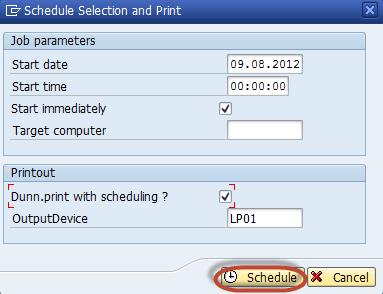 Schedule Selection and Print
Job parameters
Start date 09.08.2012
Start time 00:00:00
Start immediately
Target computer
Printout
Dunn.print with scheduling ?
OutputDevice LP01
Schedule Cancel